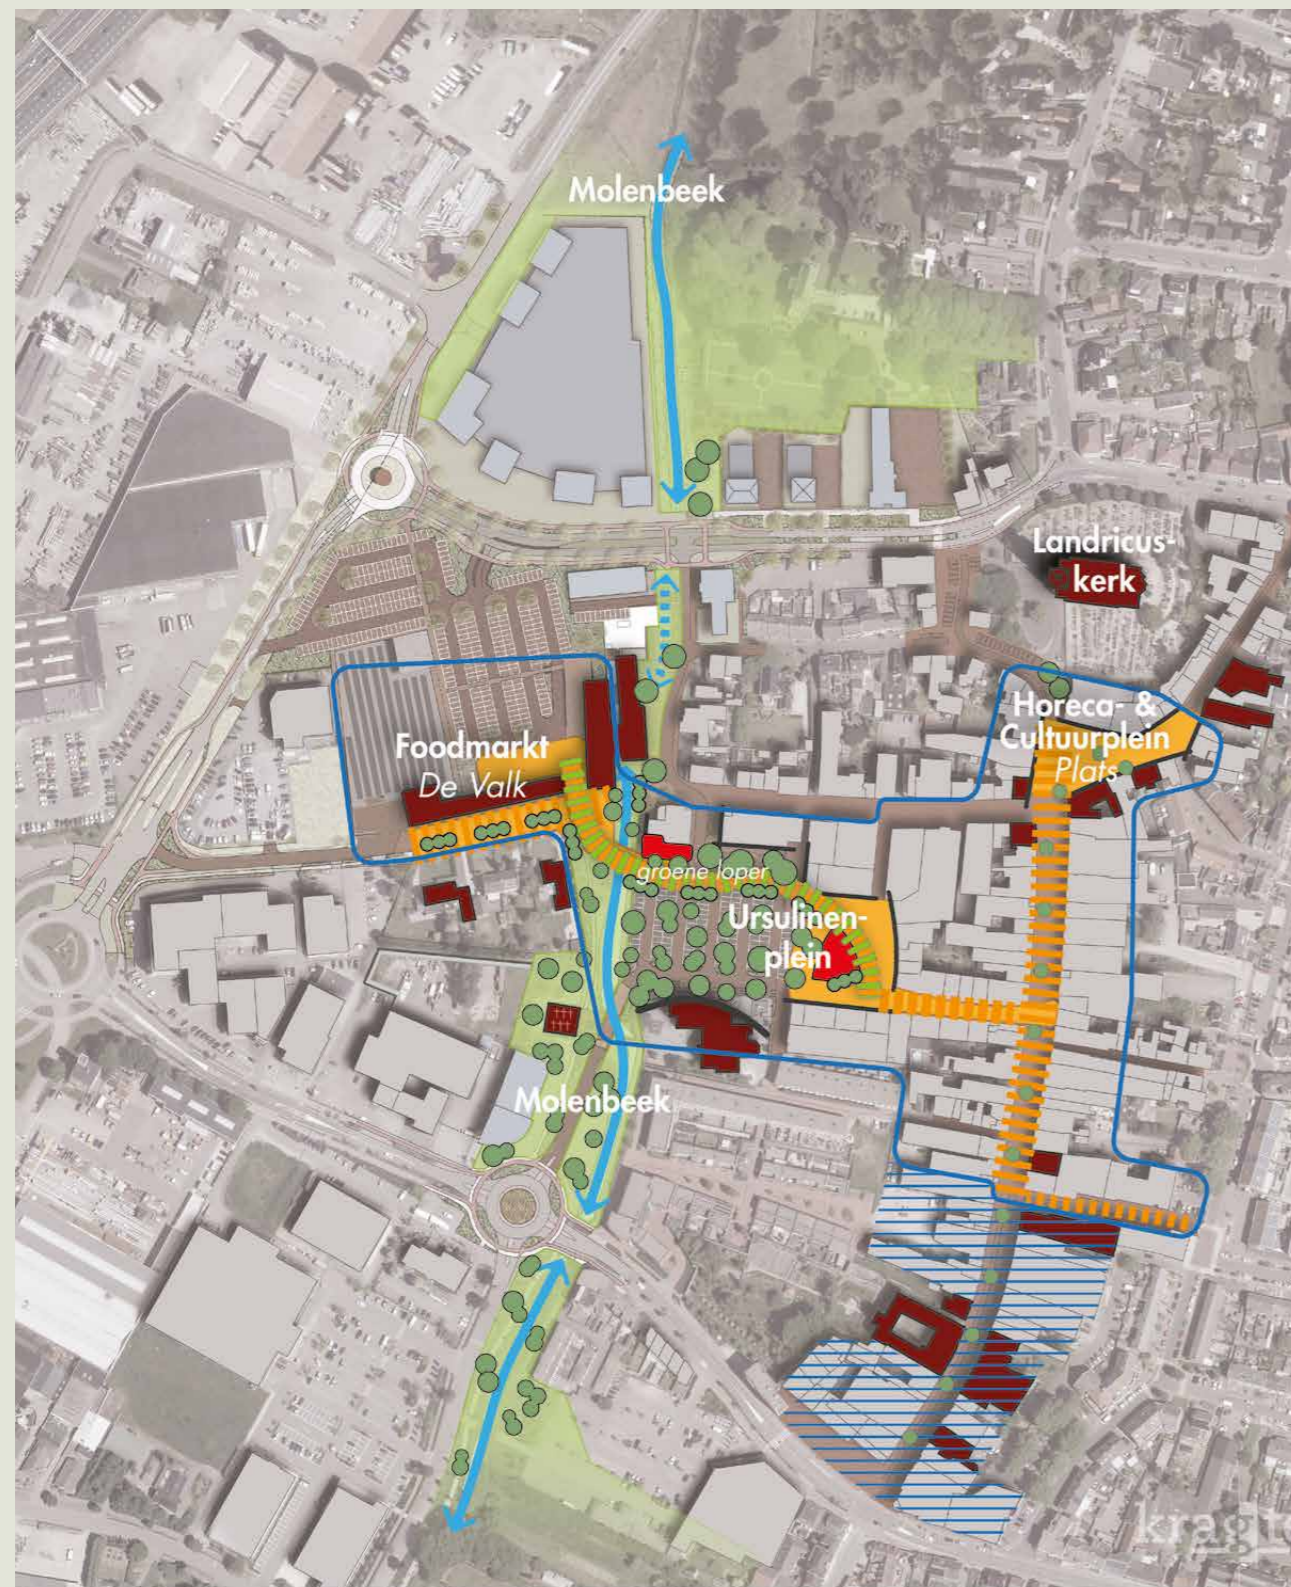 Molenbeek
Landricus-
kerk
Horeca- &
Cultuurplein
Plats
Foodmarkt
De Valk
groene loper
Ursulinen-
plein
Molenbeek